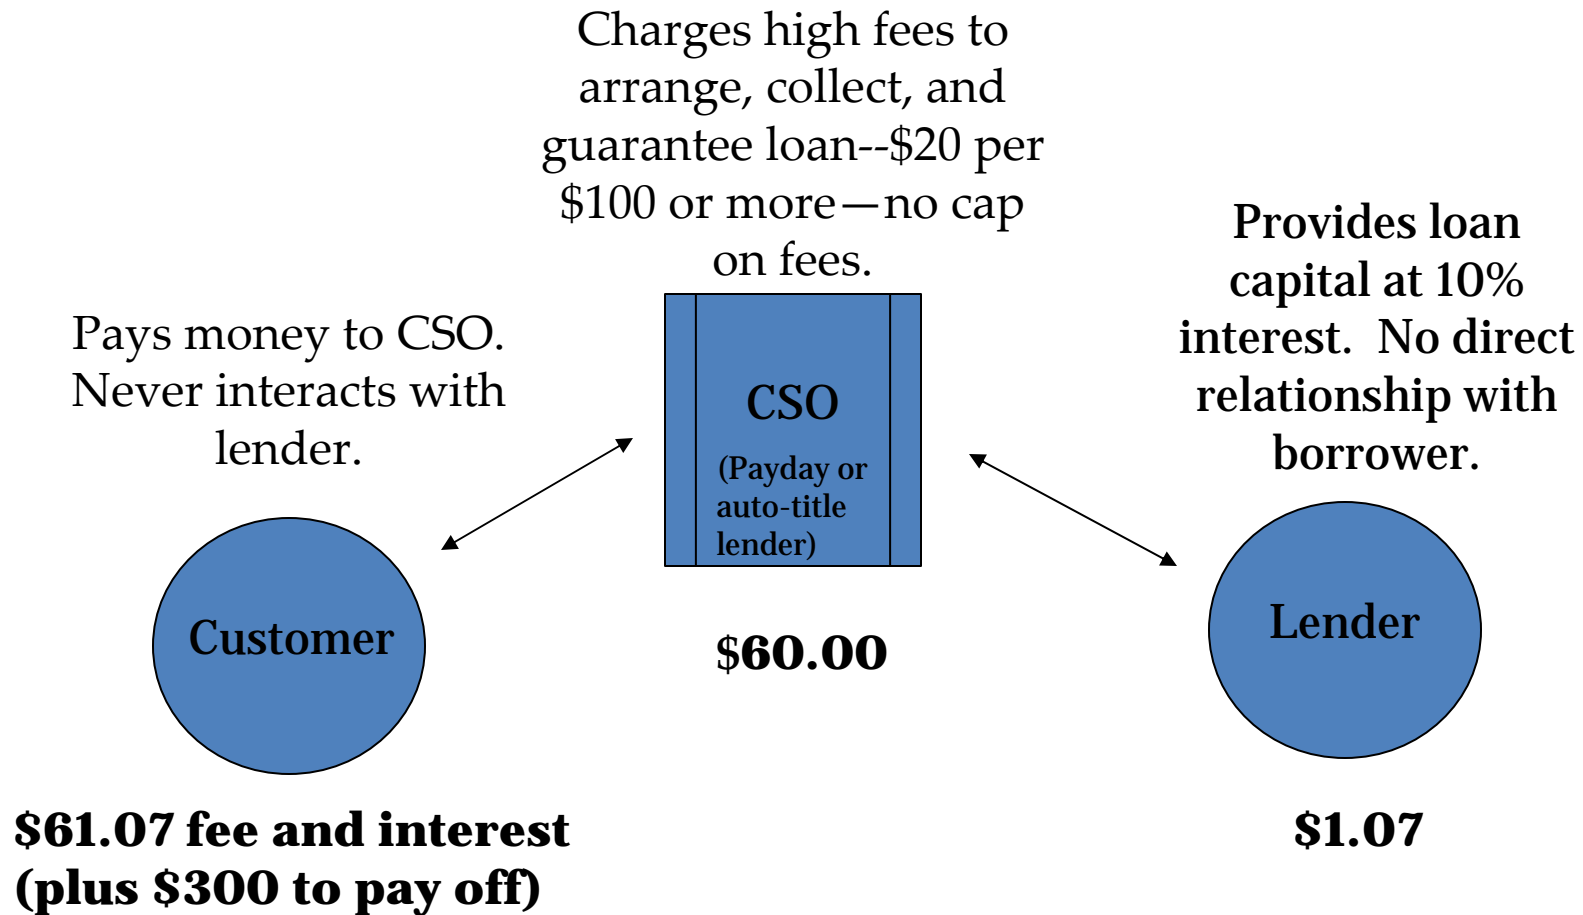 Charges high fees to
arrange, collect, and
guarantee loan--$20 per
$100 or more—no cap
on fees.
Pays money to CSO.
Never interacts with
lender.
Provides loan
capital at 10%
interest.  No direct
relationship with
borrower.
CSO
(Payday or
auto-title
lender)
Customer
Lender
$60.00
$61.07 fee and interest
(plus $300 to pay off)
$1.07